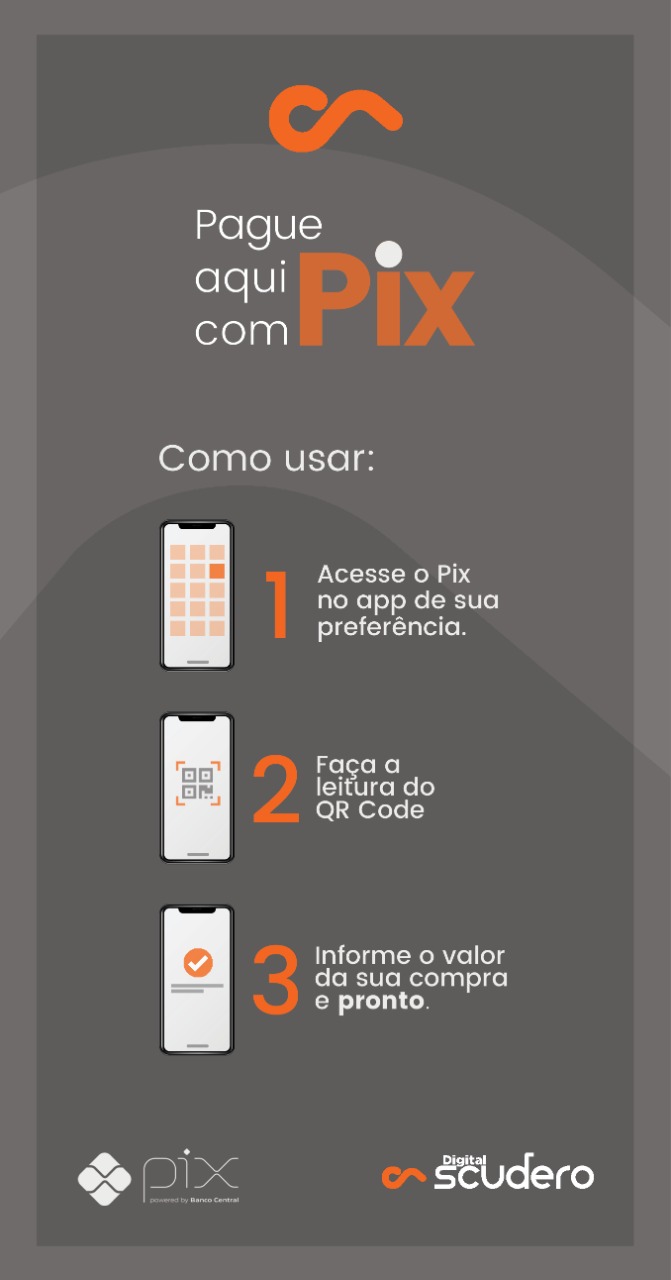 Pague
aqui
com Pix
Como usar:
1
Acesse o Pix
no app de sua
preferência.
2
Faça a
leitura do
QR Code
3
Informe o valor
da sua compra
e pronto.
pix
powered by Banco Central
Digital
scudero